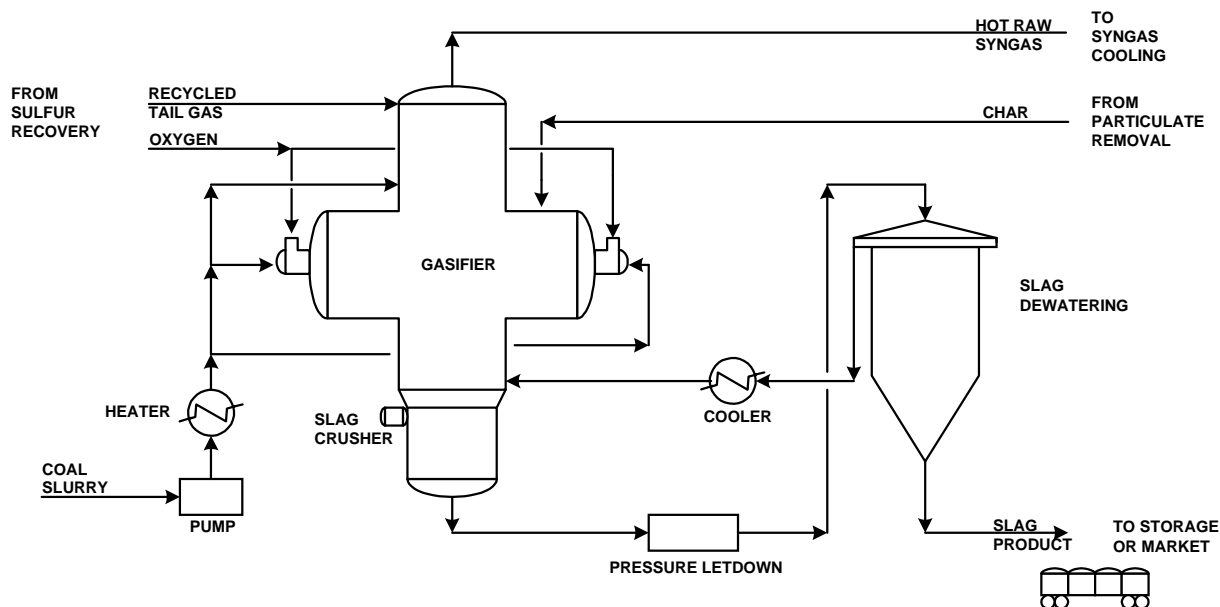 HOT RAW
SYNGAS
TO
SYNGAS
COOLING
FROM
SULFUR
RECOVERY
RECYCLED
TAIL GAS
OXYGEN
CHAR
FROM
PARTICULATE
REMOVAL
GASIFIER
SLAG
DEWATERING
HEATER
SLAG
CRUSHER
COOLER
COAL
SLURRY
PUMP
PRESSURE LETDOWN
SLAG
PRODUCT
TO STORAGE
OR MARKET